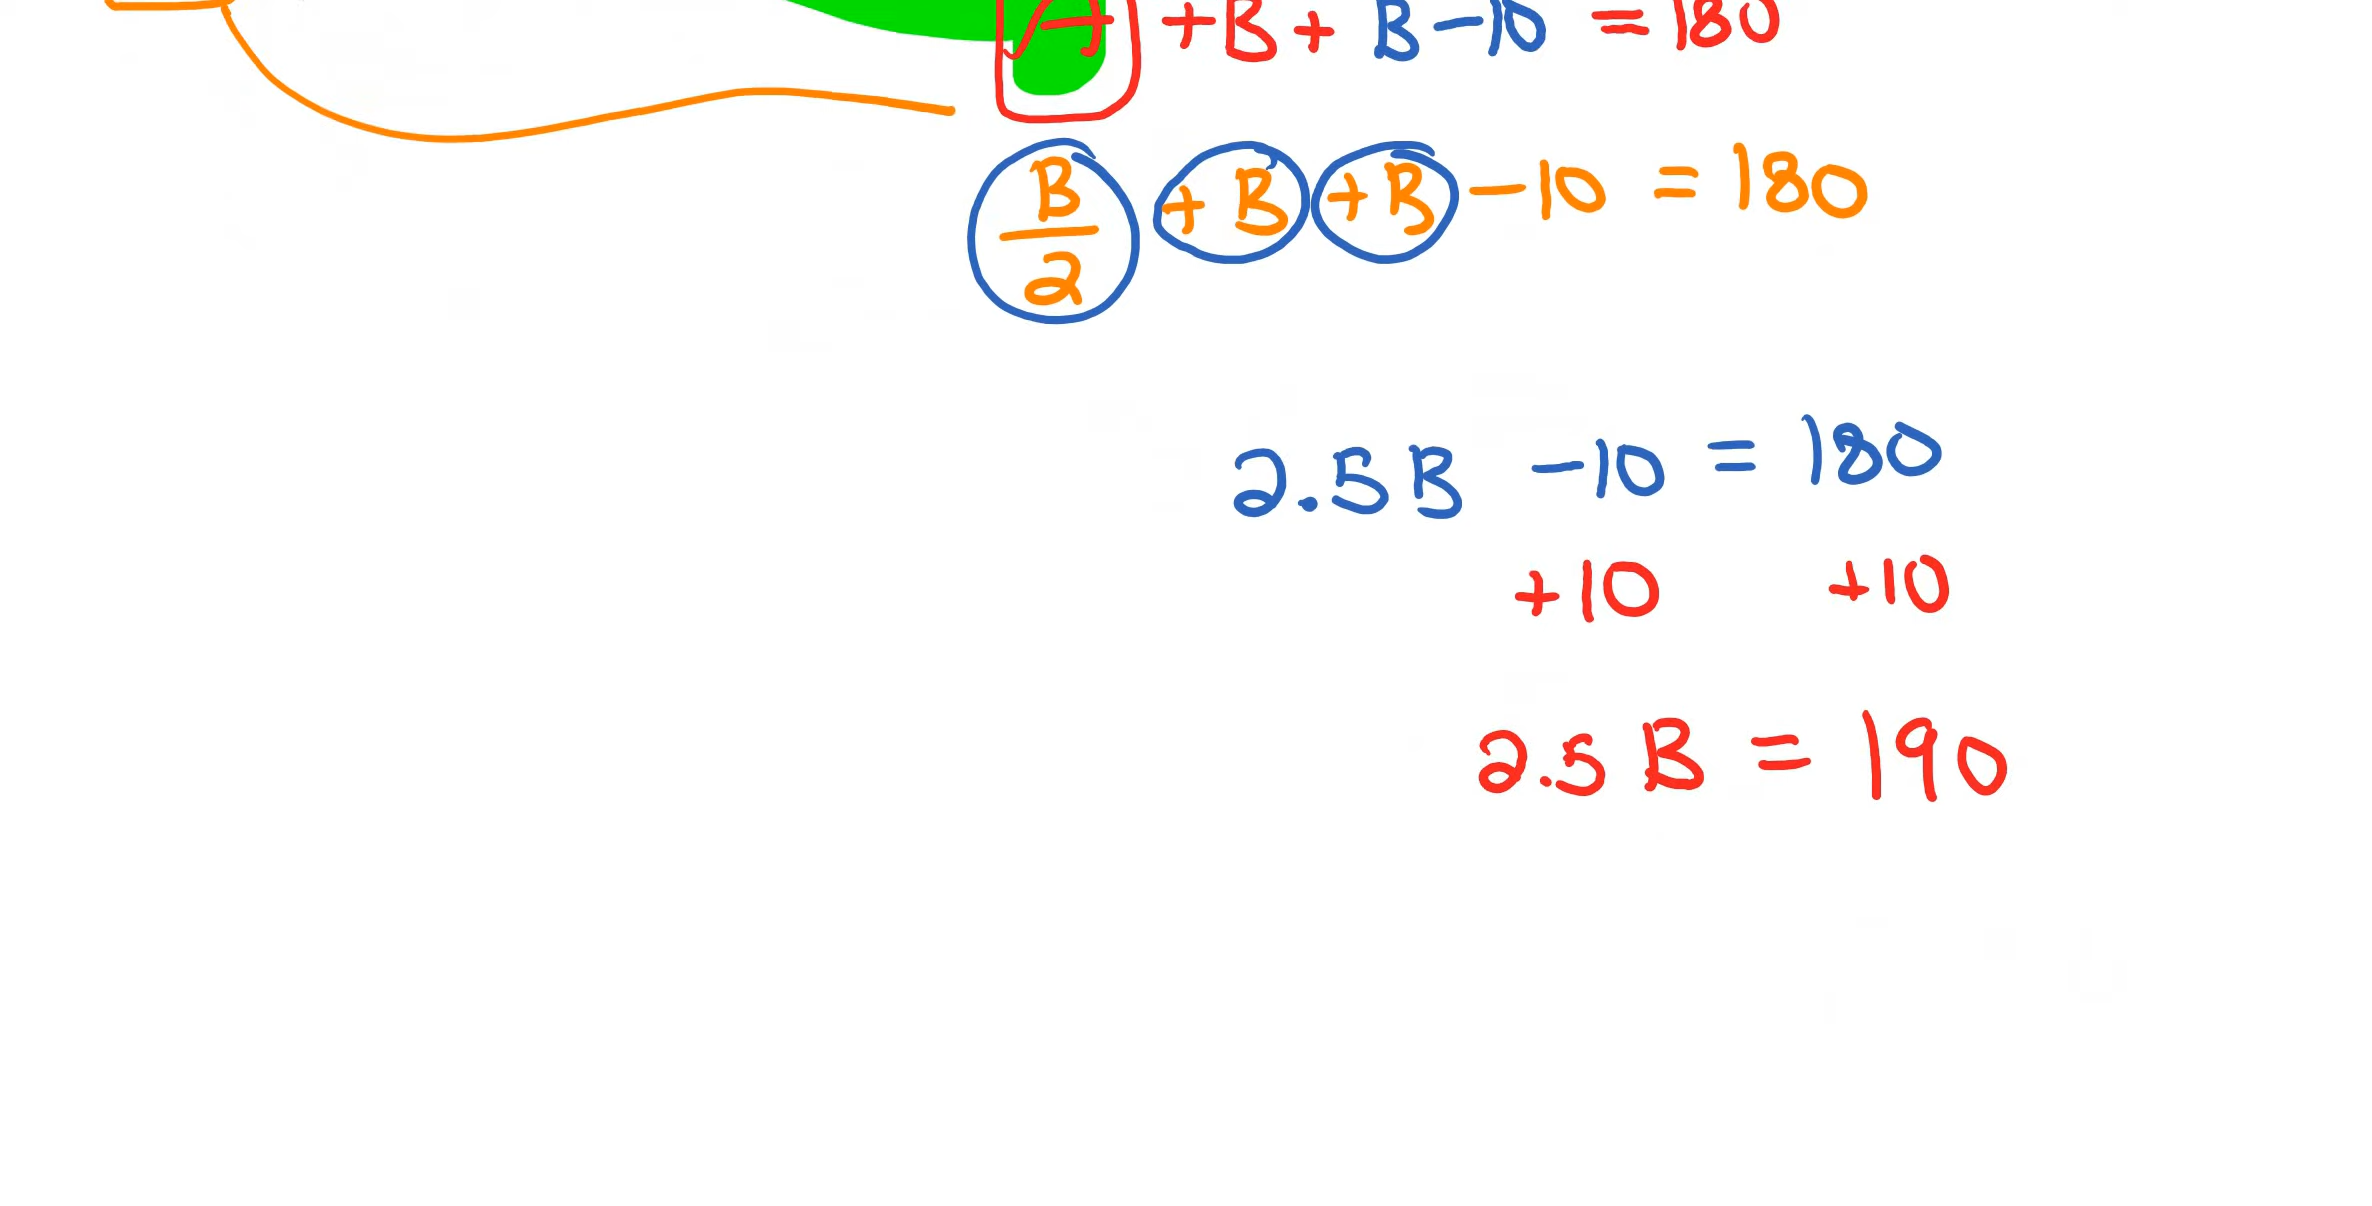 A + B + B - 10 = 180
B/2 + B + B - 10 = 180
2.5B - 10 = 180
+10 +10
2.5B = 190